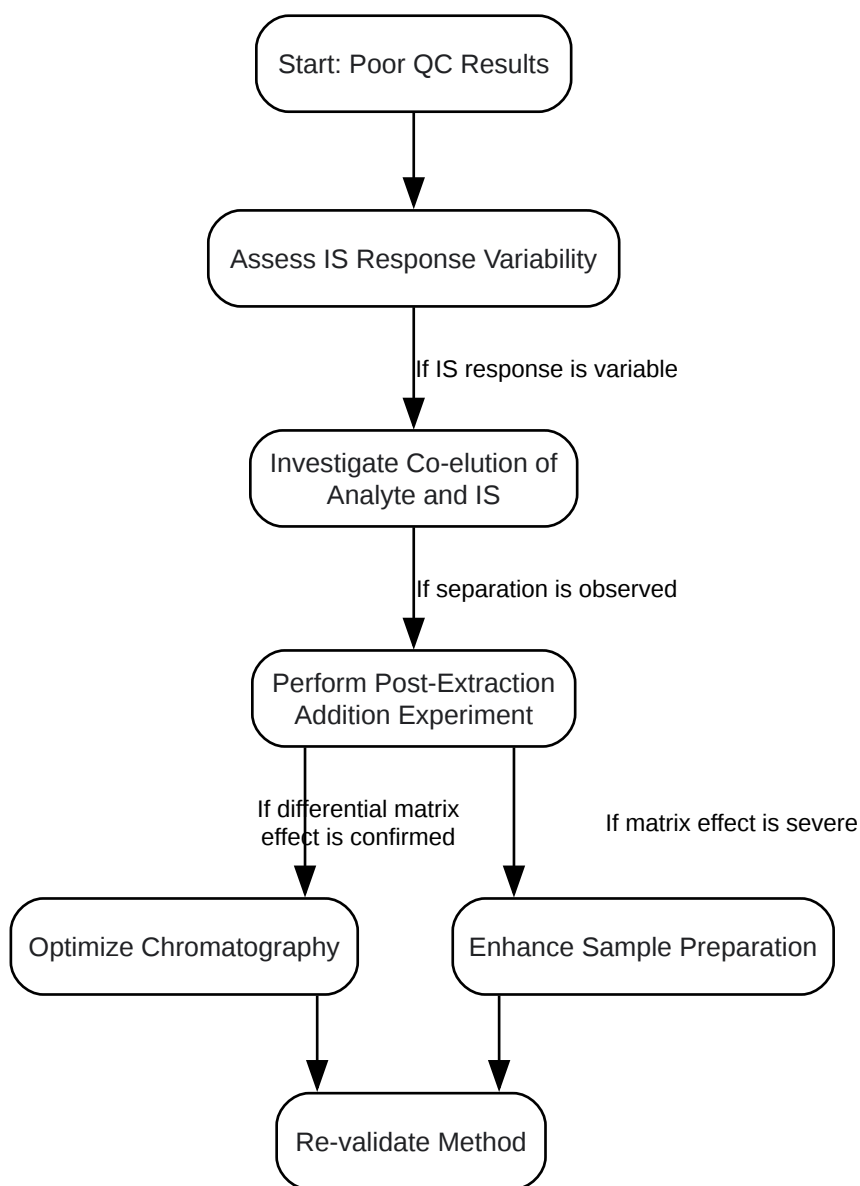 Start: Poor QC Results
Assess IS Response Variability
If IS response is variable
Investigate Co-elution of
Analyte and IS
If separation is observed
Perform Post-Extraction
Addition Experiment
If differential matrix
effect is confirmed
If matrix effect is severe
Optimize Chromatography
Enhance Sample Preparation
Re-validate Method